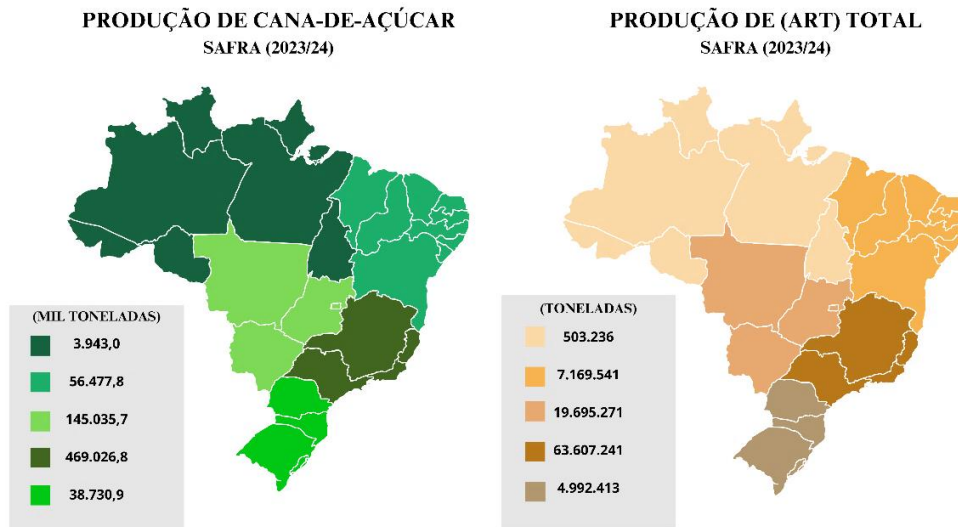 PRODUÇÃO DE CANA-DE-AÇÚCAR
SAFRA (2023/24)
(MIL TONELADAS)
3.943,0
56.477,8
145.035,7
469.026,8
38.730,9
PRODUÇÃO DE (ART) TOTAL
SAFRA (2023/24)
(TONELADAS)
503.236
7.169.541
19.695.271
63.607.241
4.992.413